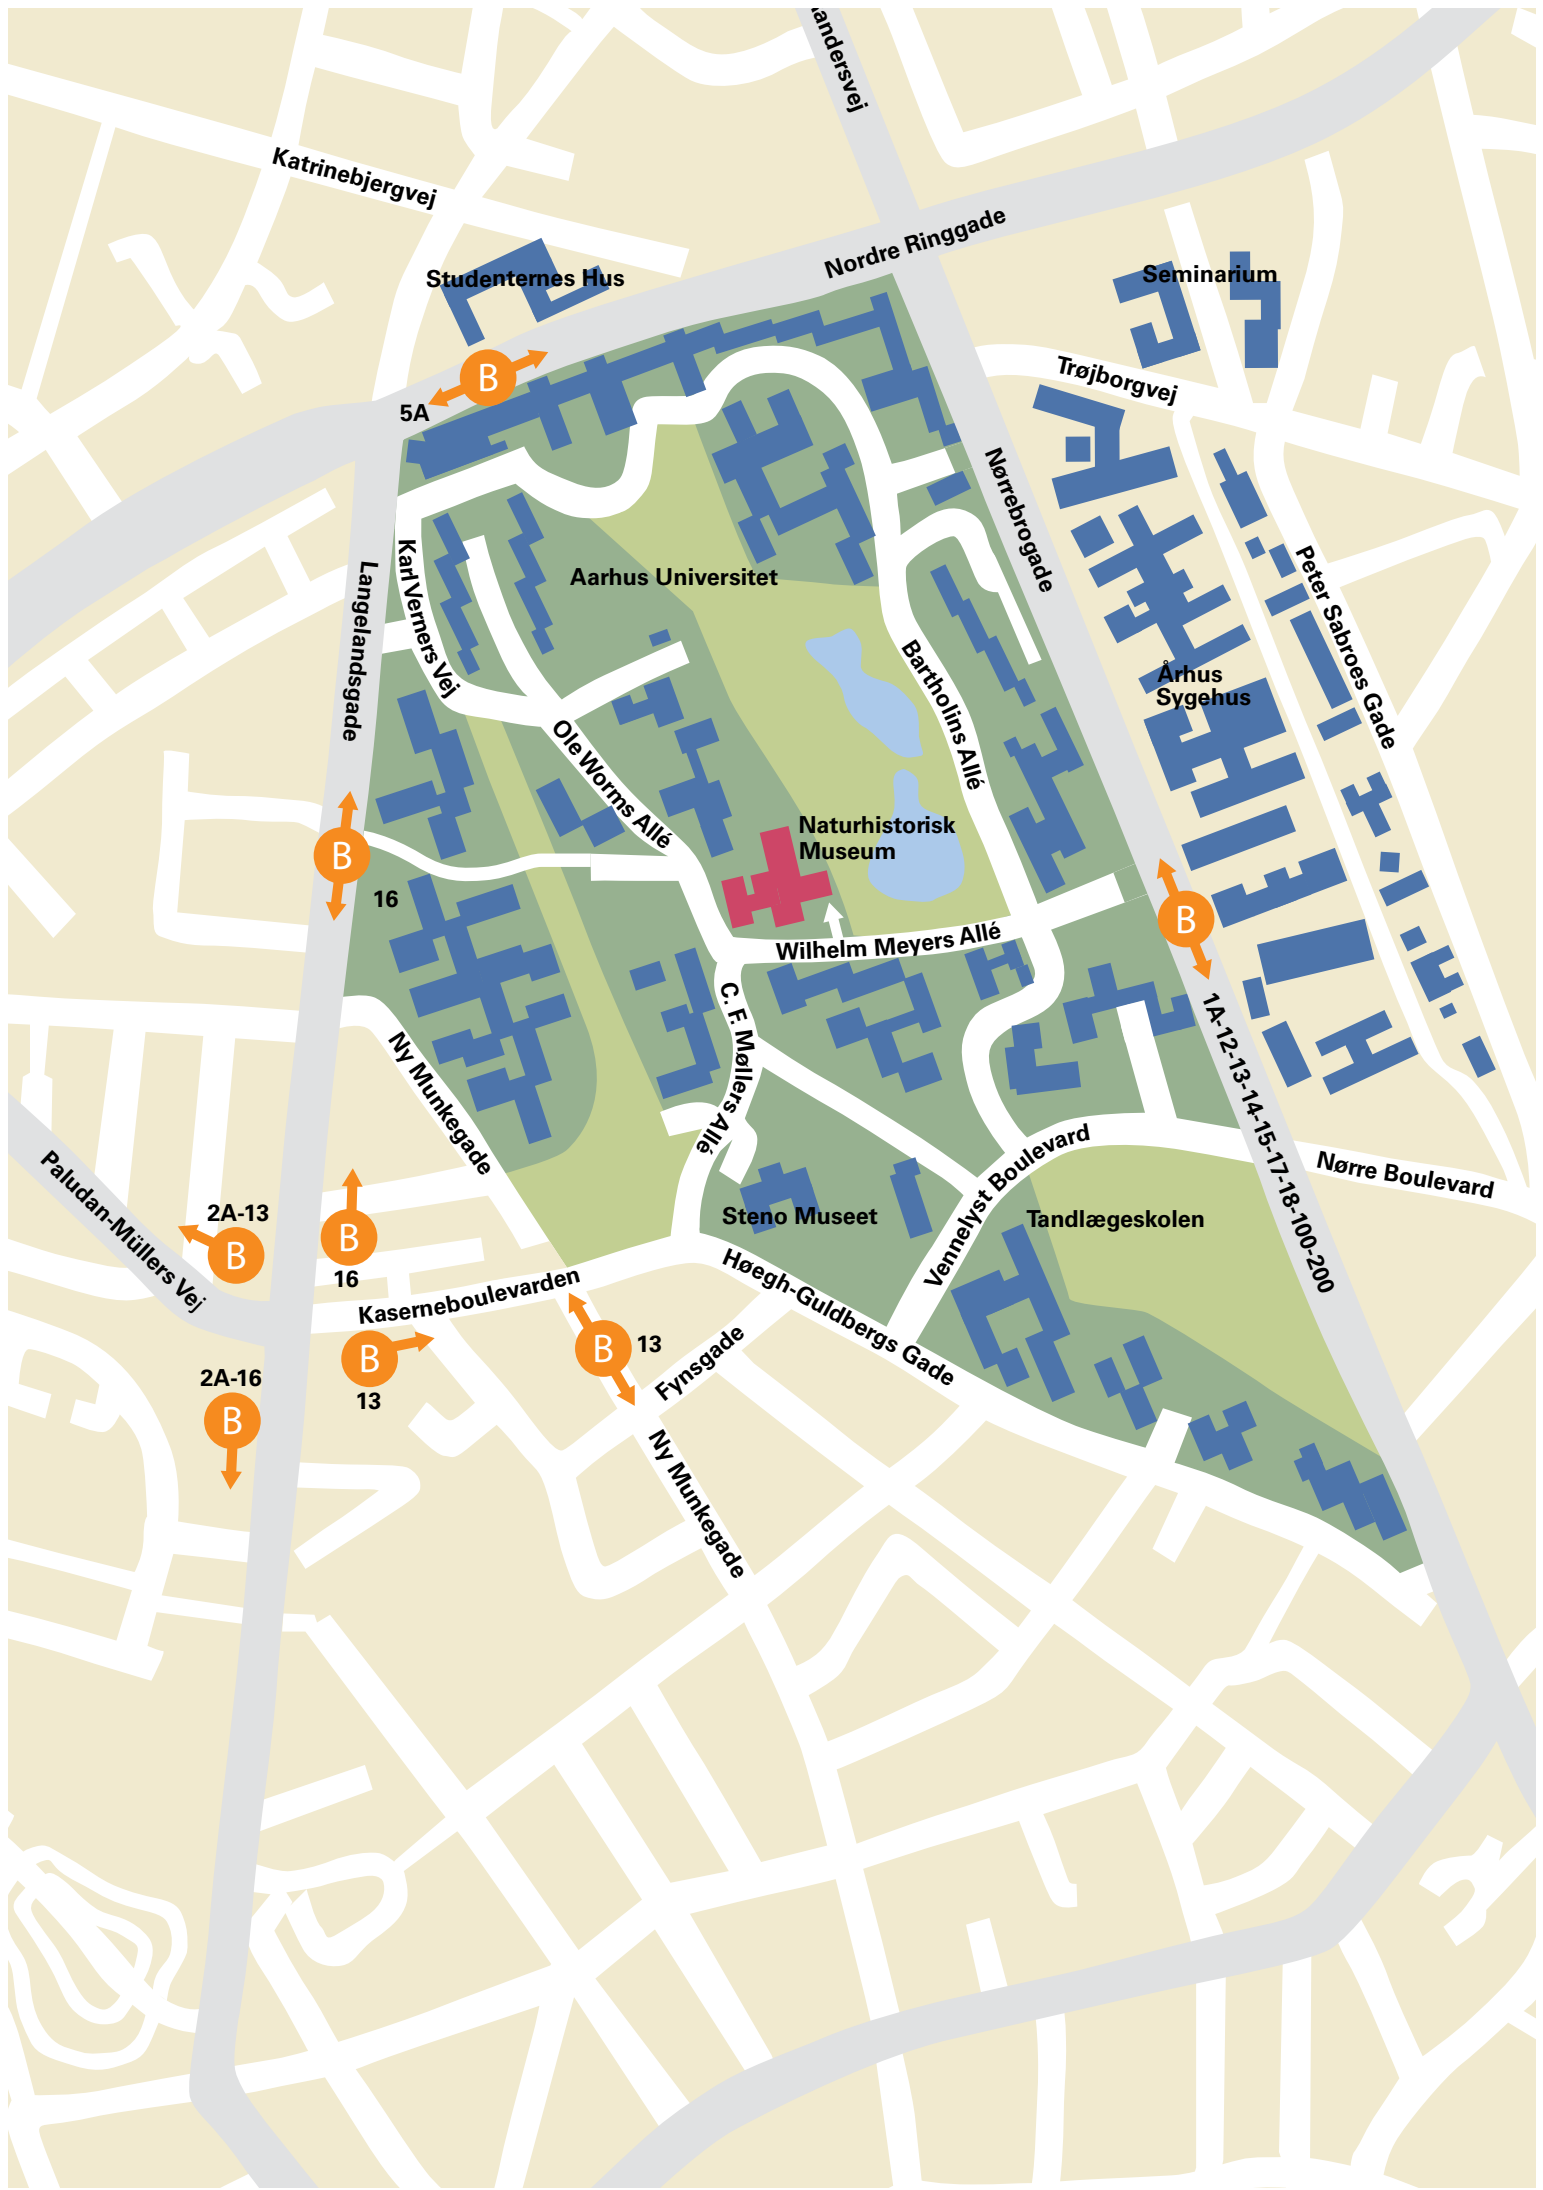 andersvej
Katrinebjergvej
Nordre Ringgade
Studenternes Hus
Seminarium
Trøjborgvej
B
5A
Nørrebrogade
Karl Verners Vej
Langelandsgade
Aarhus Universitet
Peter Sabroes Gade
Bartholins Allé
Århus
Sygehus
Ole Worms Allé
Naturhistorisk
Museum
B
16
B
Wilhelm Meyers Allé
C. F. Møllers Allé
1A-12-13-14-15-17-18-100-200
Ny Munkegade
Vennelyst Boulevard
Nørre Boulevard
Paludan-Müllers Vej
2A-13
B
B
16
Steno Museet
Tandlægeskolen
Høegh-Guldbergs Gade
Kaserneboulevarden
B
13
B
13
Fynsgade
2A-16
B
Ny Munkegade